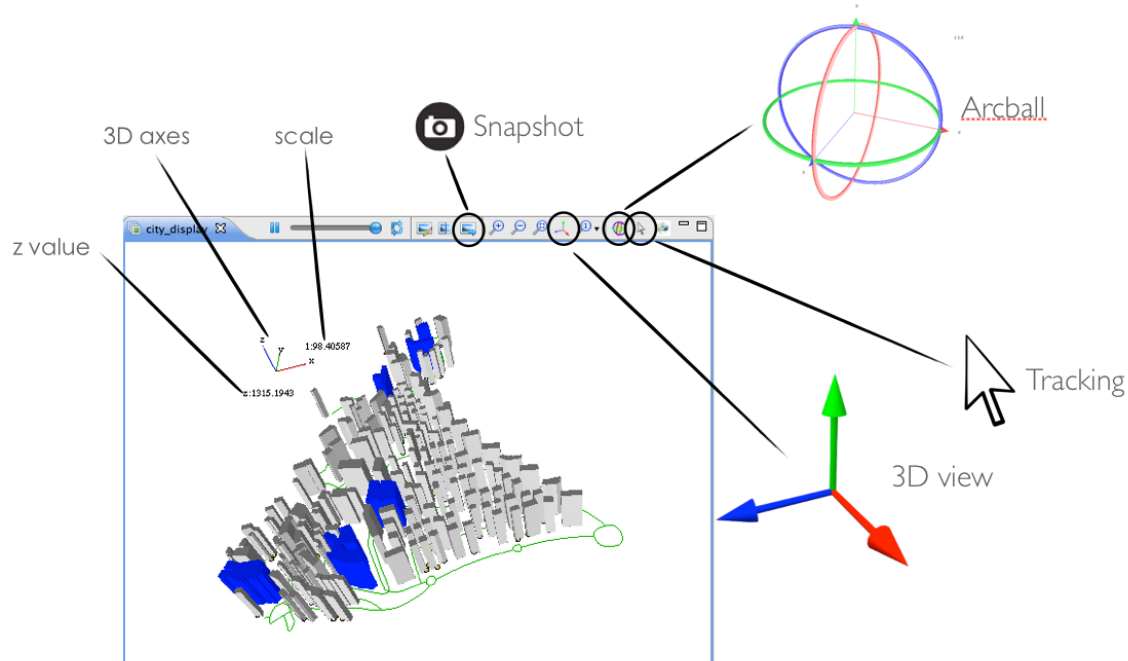 Arcball
Snapshot
3D axes
scale
city_display
z value
z
y
x
1:98.40587
z:1315.1943
Tracking
3D view